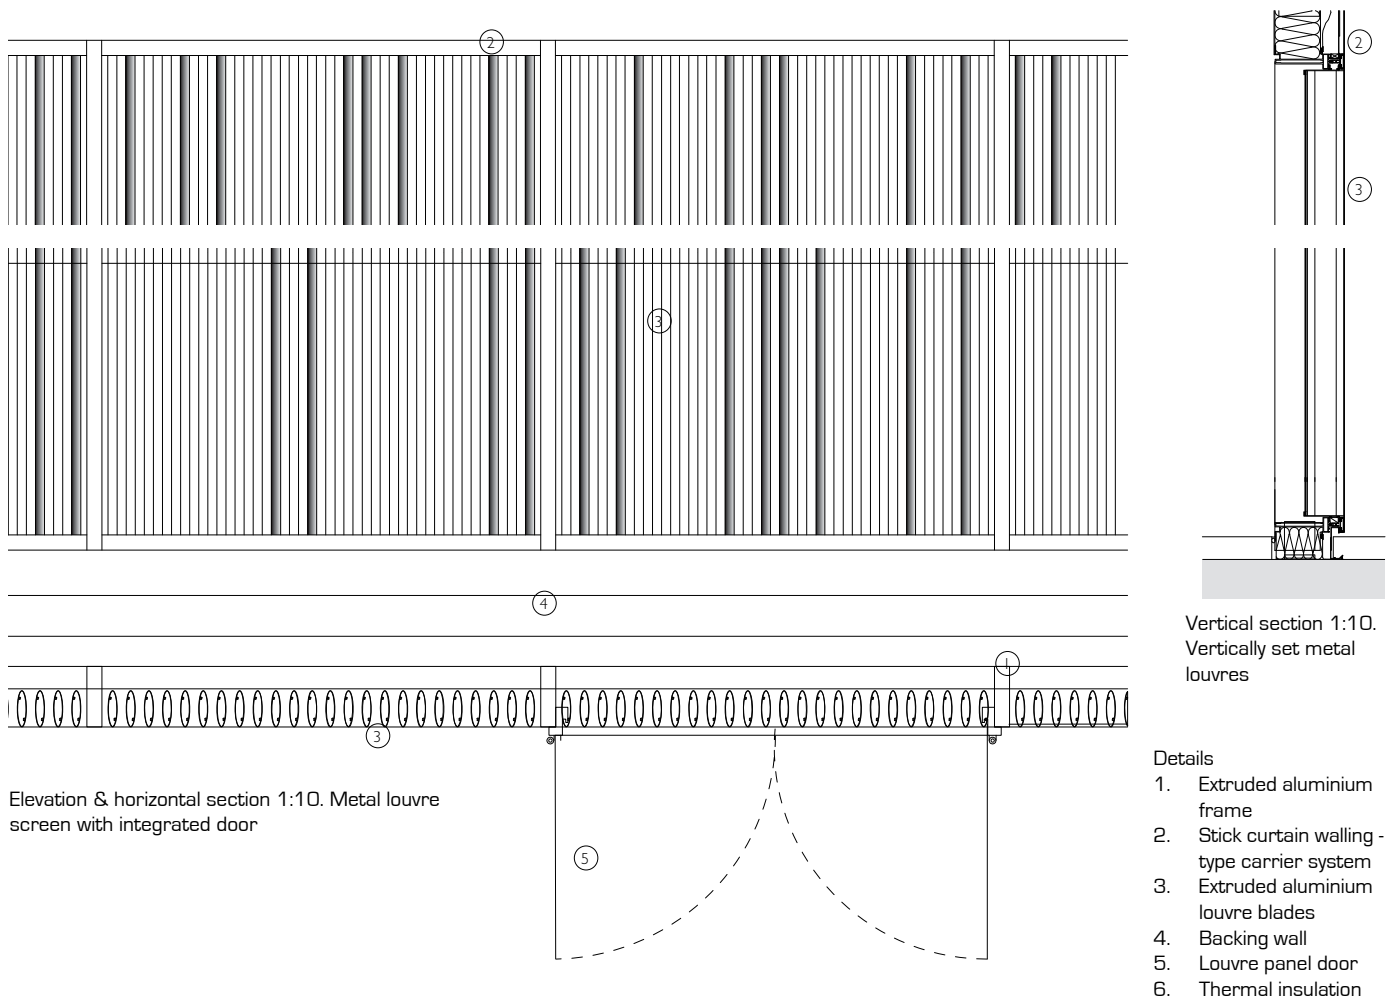 2
2
3
3
4
1
3
Vertical section 1:10.
Vertically set metal
louvres
Elevation & horizontal section 1:10. Metal louvre
screen with integrated door
5
Details
1. Extruded aluminium
frame
2. Stick curtain walling -
type carrier system
3. Extruded aluminium
louvre blades
4. Backing wall
5. Louvre panel door
6. Thermal insulation